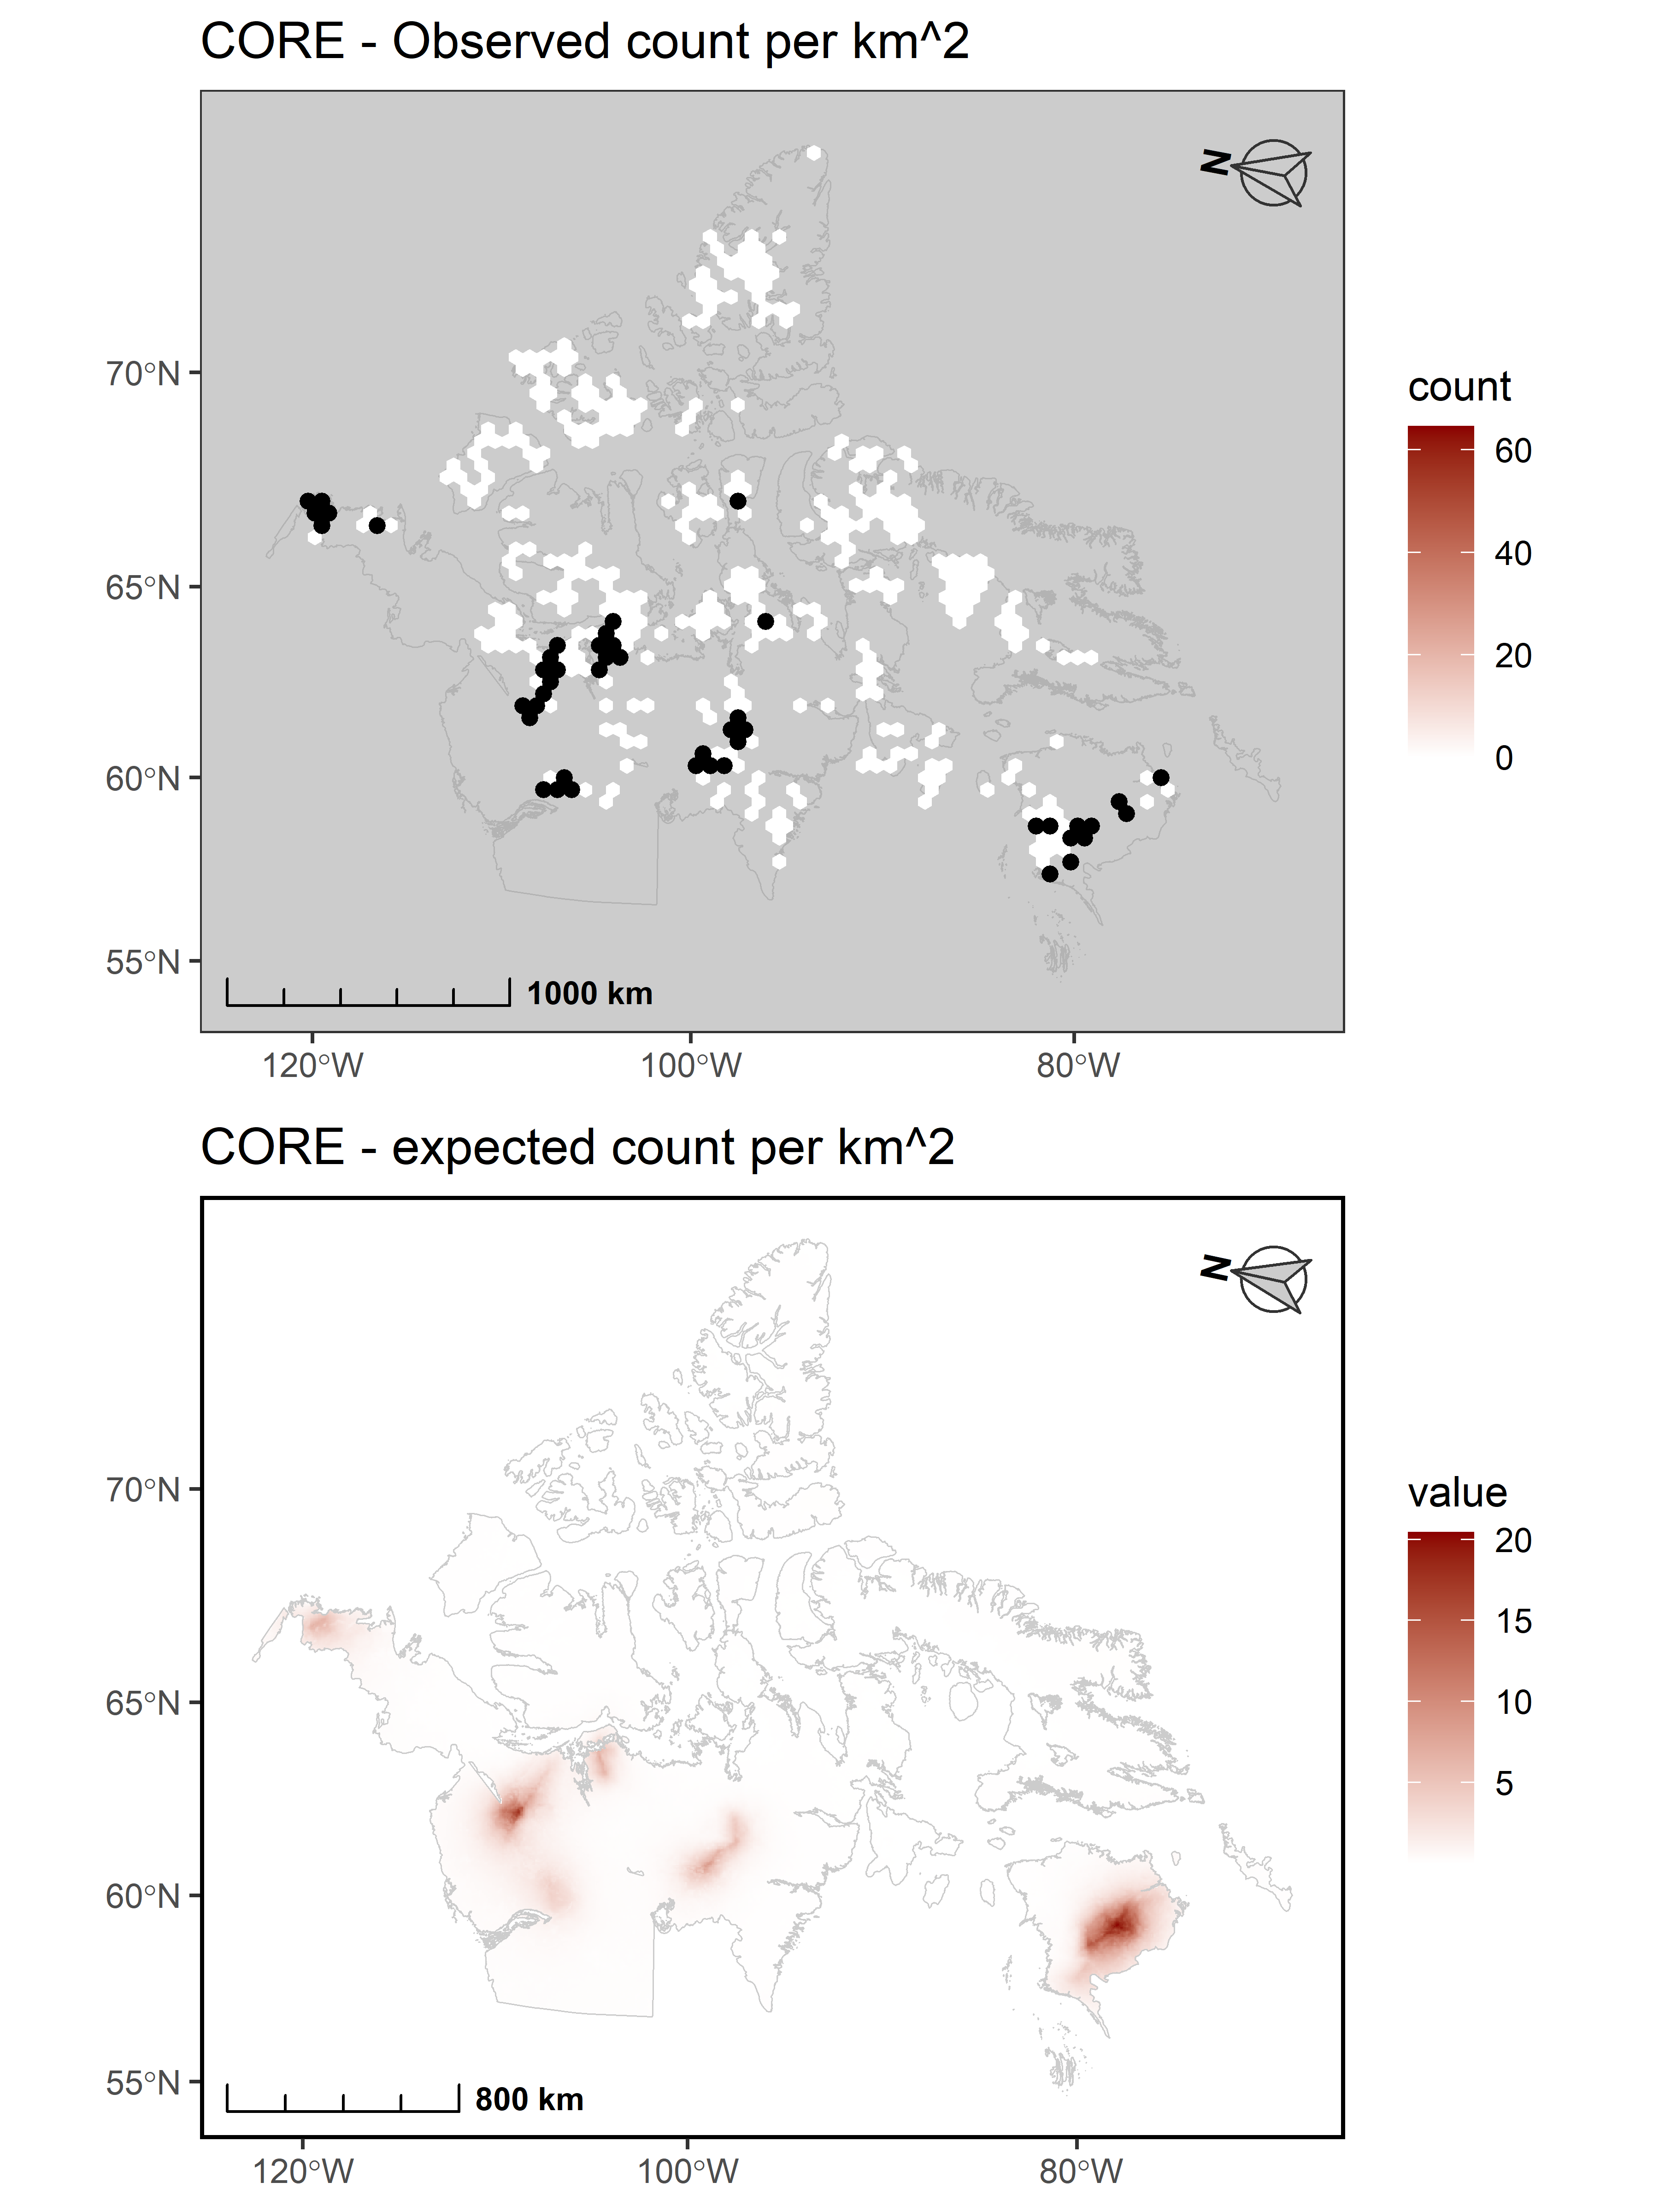 CORE - Observed count per km^2
N
70°N
65°N
60°N
55°N
1000 km
120°W 100°W 80°W
count
60
40
20
0
CORE - expected count per km^2
N
70°N
65°N
60°N
55°N
800 km
120°W 100°W 80°W
value
20
15
10
5